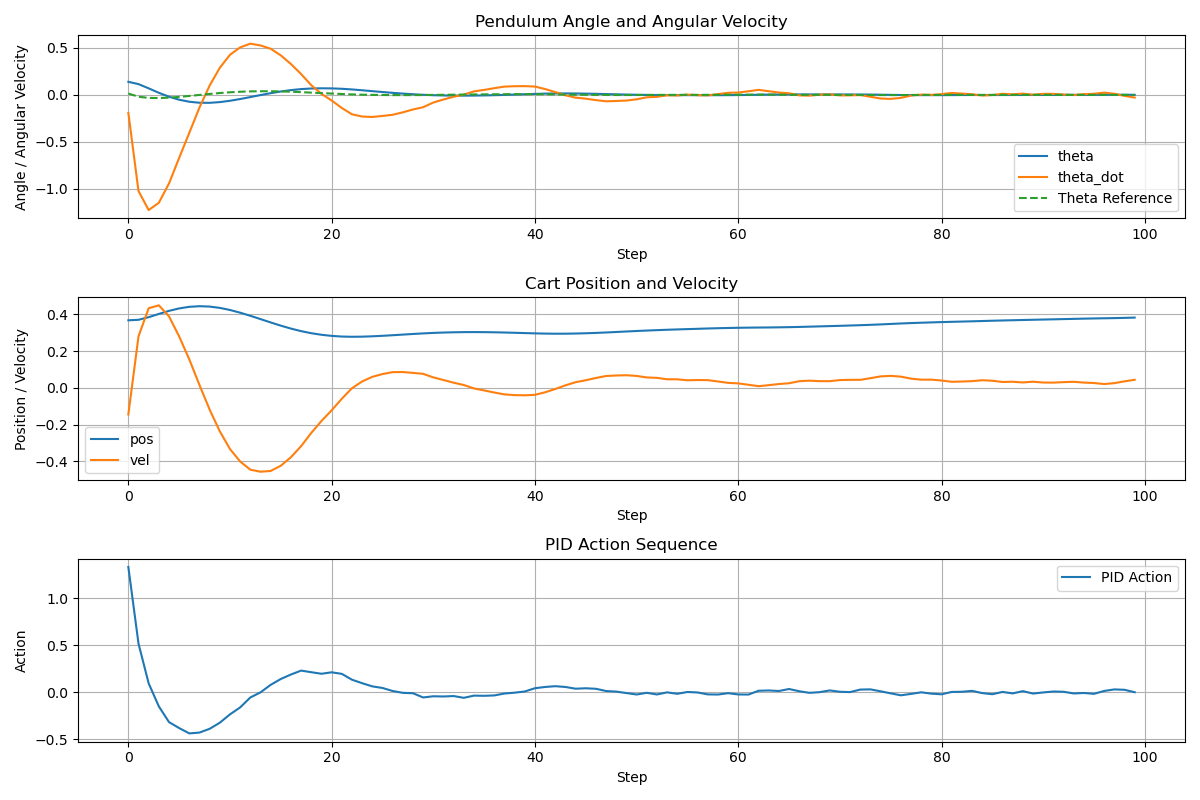 Pendulum Angle and Angular Velocity
Angle / Angular Velocity
0.5
0.0
−0.5
−1.0
theta
theta_dot
Theta Reference
0 20 40 60 80 100
Step
Cart Position and Velocity
Position / Velocity
0.4
0.2
0.0
−0.2
−0.4
pos
vel
0 20 40 60 80 100
Step
PID Action Sequence
Action
1.0
0.5
0.0
−0.5
PID Action
0 20 40 60 80 100
Step